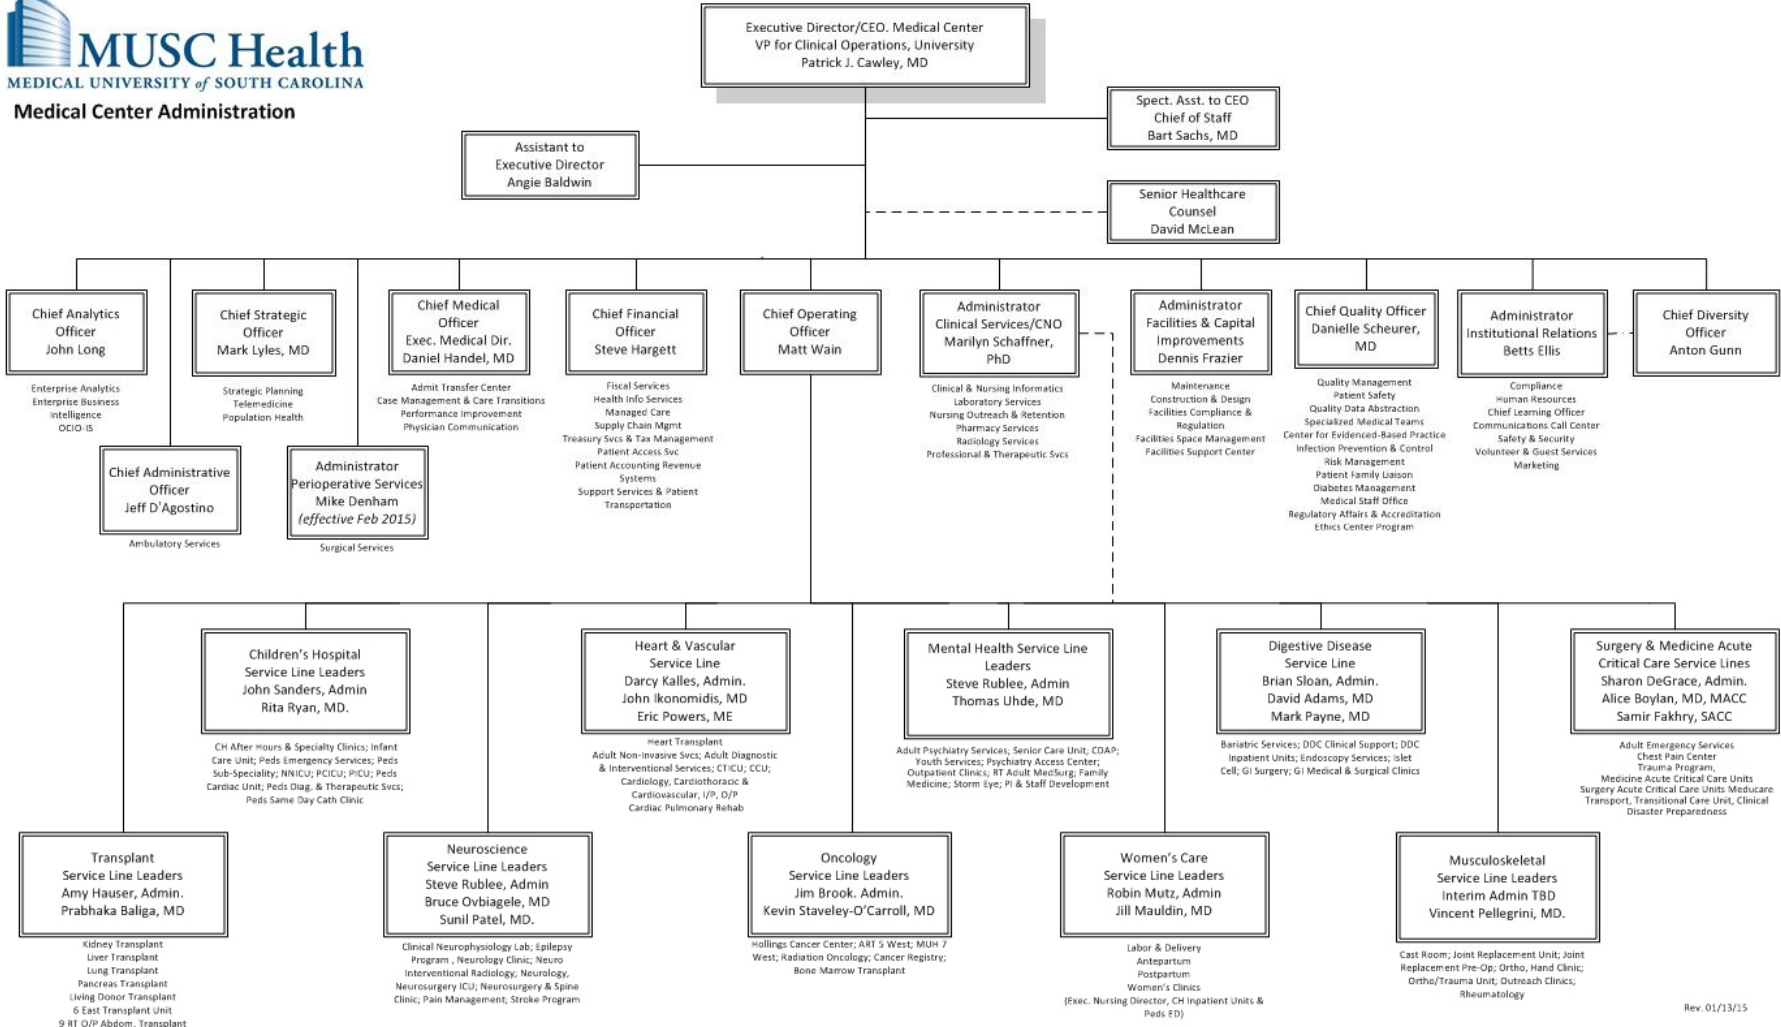 MUSC Health
MEDICAL UNIVERSITY of SOUTH CAROLINA
Medical Center Administration
Executive Director/CEO. Medical Center
VP for Clinical Operations, University
Patrick J. Cawley, MD
Spect. Asst. to CEO
Chief of Staff
Bart Sachs, MD
Assistant to
Executive Director
Angie Baldwin
Senior Healthcare
Counsel
David McLean
Chief Analytics
Officer
John Long
Enterprise Analytics
Enterprise Business
Intelligence
OCIO-IS
Chief Strategic
Officer
Mark Lyles, MD
Strategic Planning
Telemedicine
Population Health
Chief Medical
Officer
Exec. Medical Dir.
Daniel Handel, MD
Admit Transfer Center
Case Management & Care Transitions
Performance Improvement
Physician Communication
Chief Financial
Officer
Steve Hargett
Fiscal Services
Health Info Services
Managed Care
Supply Chain Mgmt
Treasury Svcs & Tax Management
Patient Access Svc
Patient Accounting Revenue
Systems
Support Services & Patient
Transportation
Chief Operating
Officer
Matt Wain
Administrator
Clinical Services/CNO
Marilyn Schaffner,
PhD
Clinical & Nursing Informatics
Laboratory Services
Nursing Outreach & Retention
Pharmacy Services
Radiology Services
Professional & Therapeutic Svcs
Administrator
Facilities & Capital
Improvements
Dennis Frazier
Maintenance
Construction & Design
Facilities Compliance &
Regulation
Facilities Space Management
Facilities Support Center
Chief Quality Officer
Danielle Scheurer,
MD
Quality Management
Patient Safety
Quality Data Abstraction
Specialized Medical Teams
Center for Evidenced-Based Practice
Infection Prevention & Control
Risk Management
Patient Family Liaison
Diabetes Management
Medical Staff Office
Regulatory Affairs & Accreditation
Ethics Center Program
Administrator
Institutional Relations
Betts Ellis
Compliance
Human Resources
Chief Learning Officer
Communications Call Center
Safety & Security
Volunteer & Guest Services
Marketing
Chief Diversity
Officer
Anton Gunn
Chief Administrative
Officer
Jeff D'Agostino
Ambulatory Services
Administrator
Perioperative Services
Mike Denham
(effective Feb 2015)
Surgical Services
Children's Hospital
Service Line Leaders
John Sanders, Admin
Rita Ryan, MD.
CH After Hours & Specialty Clinics; Infant
Care Unit; Peds Emergency Services; Peds
Sub-Speciality; NNICU; PCICU; PICU; Peds
Cardiac Unit; Peds Diag. & Therapeutic Svcs;
Peds Same Day Cath Clinic
Heart & Vascular
Service Line
Darcy Kalles, Admin.
John Ikonomidis, MD
Eric Powers, ME
Heart Transplant
Adult Non-Invasive Svcs; Adult Diagnostic
& Interventional Services; CTICU; CCU;
Cardiology, Cardiothoracic &
Cardiovascular, I/P, O/P
Cardiac Pulmonary Rehab
Mental Health Service Line
Leaders
Steve Rublee, Admin
Thomas Uhde, MD
Adult Psychiatry Services; Senior Care Unit; CDAP;
Youth Services; Psychiatry Access Center;
Outpatient Clinics; RT Adult MedSurg; Family
Medicine; Storm Eye; PI & Staff Development
Digestive Disease
Service Line
Brian Sloan, Admin.
David Adams, MD
Mark Payne, MD
Bariatric Services; DDC Clinical Support; DDC
Inpatient Units; Endoscopy Services; Islet
Cell; GI Surgery; GI Medical & Surgical Clinics
Surgery & Medicine Acute
Critical Care Service Lines
Sharon DeGrace, Admin.
Alice Boylan, MD, MACC
Samir Fakhry, SACC
Adult Emergency Services
Chest Pain Center
Trauma Program,
Medicine Acute Critical Care Units
Surgery Acute Critical Care Units Meducare
Transport, Transitional Care Unit, Clinical
Disaster Preparedness
Transplant
Service Line Leaders
Amy Hauser, Admin.
Prabhaka Baliga, MD
Kidney Transplant
Liver Transplant
Lung Transplant
Pancreas Transplant
Living Donor Transplant
6 East Transplant Unit
9 RT O/P Abdom. Transplant
Neuroscience
Service Line Leaders
Steve Rublee, Admin
Bruce Ovbiagele, MD
Sunil Patel, MD.
Clinical Neurophysiology Lab; Epilepsy
Program , Neurology Clinic; Neuro
Interventional Radiology; Neurology,
Neurosurgery ICU; Neurosurgery & Spine
Clinic; Pain Management; Stroke Program
Oncology
Service Line Leaders
Jim Brook. Admin.
Kevin Staveley-O'Carroll, MD
Hollings Cancer Center; ART 5 West; MUH 7
West; Radiation Oncology; Cancer Registry;
Bone Marrow Transplant
Women's Care
Service Line Leaders
Robin Mutz, Admin
Jill Mauldin, MD
Labor & Delivery
Antepartum
Postpartum
Women's Clinics
(Exec. Nursing Director, CH Inpatient Units &
Peds ED)
Musculoskeletal
Service Line Leaders
Interim Admin TBD
Vincent Pellegrini, MD.
Cast Room; Joint Replacement Unit; Joint
Replacement Pre-Op; Ortho, Hand Clinic;
Ortho/Trauma Unit; Outreach Clinics;
Rheumatology
Rev. 01/13/15